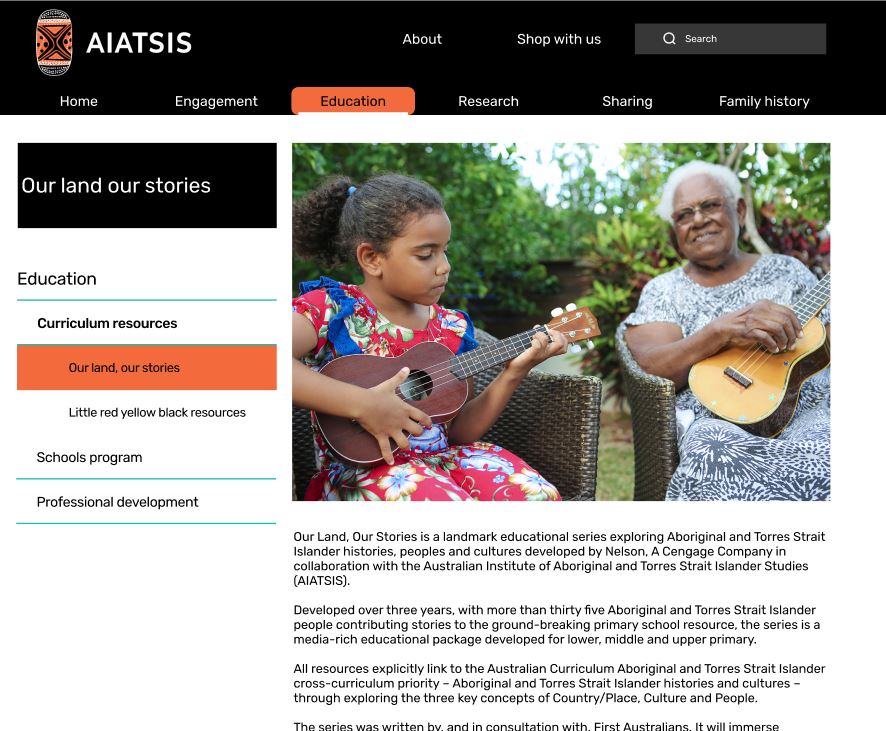 AIATSIS
About
Shop with us
Search
Home
Engagement
Education
Research
Sharing
Family history
Our land our stories
Education
Curriculum resources
Our land, our stories
Little red yellow black resources
Schools program
Professional development
Our Land, Our Stories is a landmark educational series exploring Aboriginal and Torres Strait
Islander histories, peoples and cultures developed by Nelson, A Cengage Company in
collaboration with the Australian Institute of Aboriginal and Torres Strait Islander Studies
(AIATSIS).
Developed over three years, with more than thirty five Aboriginal and Torres Strait Islander
people contributing stories to the ground-breaking primary school resource, the series is a
media-rich educational package developed for lower, middle and upper primary.
All resources explicitly link to the Australian Curriculum Aboriginal and Torres Strait Islander
cross-curriculum priority – Aboriginal and Torres Strait Islander histories and cultures –
through exploring the three key concepts of Country/Place, Culture and People.
The series was written by, and in consultation with, First Australians. It will immerse